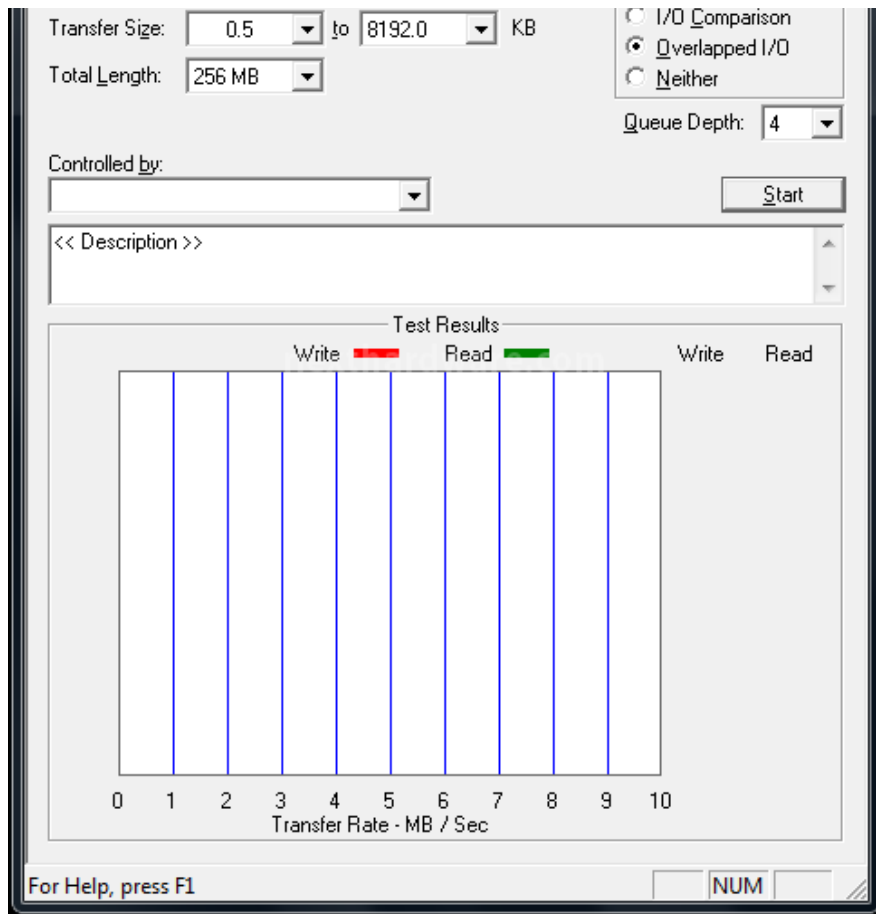 Transfer Size: 0.5 to 8192.0 KB
I/O Comparison
Overlapped I/O
Total Length: 256 MB
Neither
Queue Depth: 4
Controlled by:
Start
<< Description >>
Test Results
Write Read Write Read
0 1 2 3 4 5 6 7 8 9 10
Transfer Rate - MB / Sec
For Help, press F1 NUM